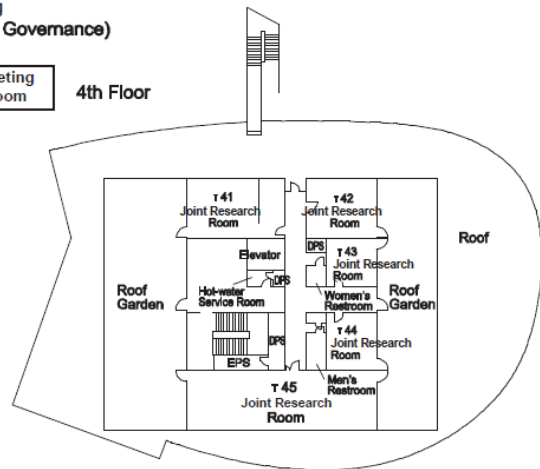 Governance)
4th Floor
T 41
Joint Research
Room
T 42
Joint Research
Room
Roof
Elevator
DPS
T 43
Joint Research
Room
Hot-water
Service Room
DPS
Roof
Garden
Women's
Restroom
Roof
Garden
T 44
Joint Research
Room
DPS
EPS
Men's
Restroom
T 45
Joint Research
Room